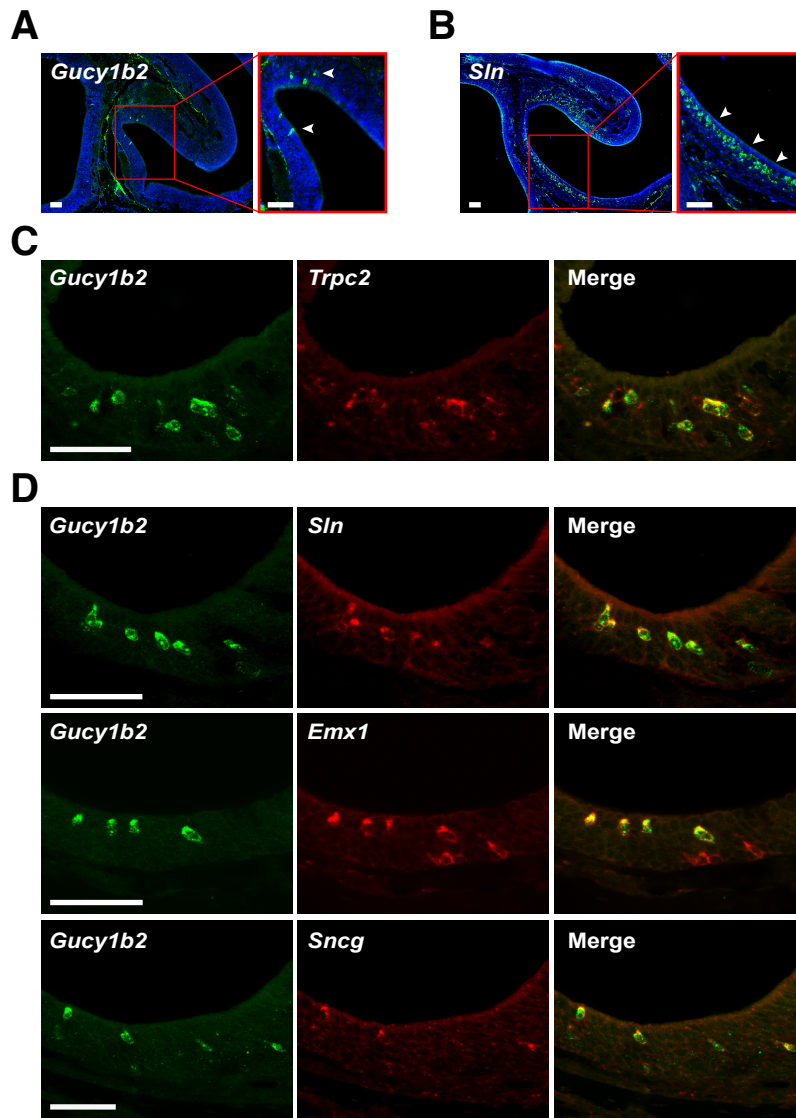 A
B
Gucy1b2
Sln
C
Gucy1b2
Trpc2
Merge
D
Gucy1b2
Sln
Merge
Gucy1b2
Emx1
Merge
Gucy1b2
Sncg
Merge